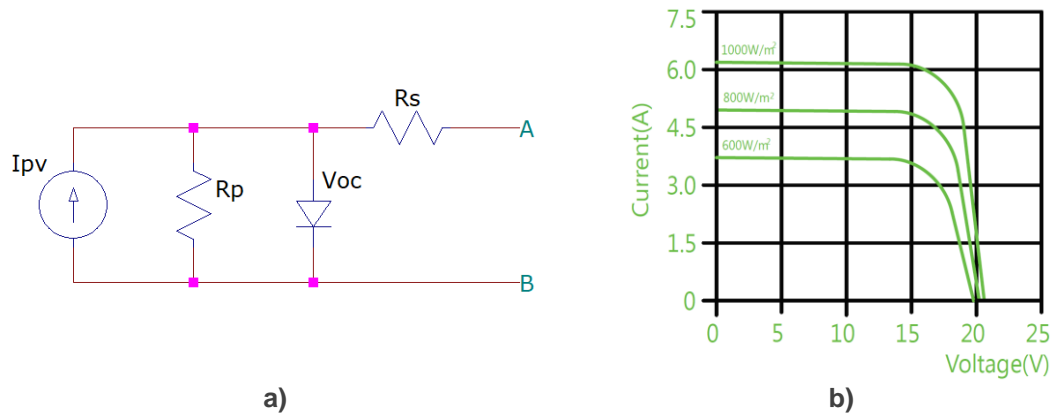 Ipv
Rp
Voc
Rs
A
B
a)
Current(A)
7.5
6.0
4.5
3.0
1.5
0
1000W/m²
800W/m²
600W/m²
0 5 10 15 20 25
Voltage(V)
b)